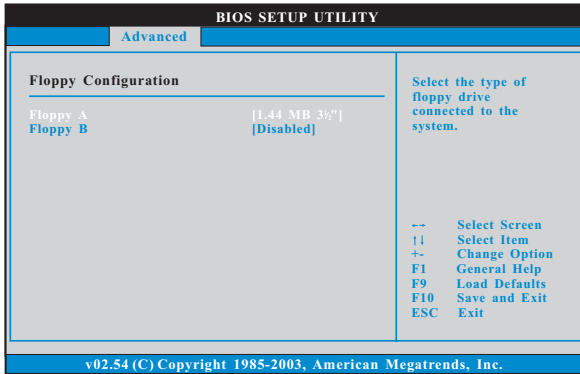 BIOS SETUP UTILITY
Advanced
Floppy Configuration
Floppy A [1.44 MB 3½"]
Floppy B [Disabled]
Select the type of
floppy drive
connected to the
system.
←→ Select Screen
↑↓ Select Item
+- Change Option
F1 General Help
F9 Load Defaults
F10 Save and Exit
ESC Exit
v02.54 (C) Copyright 1985-2003, American Megatrends, Inc.